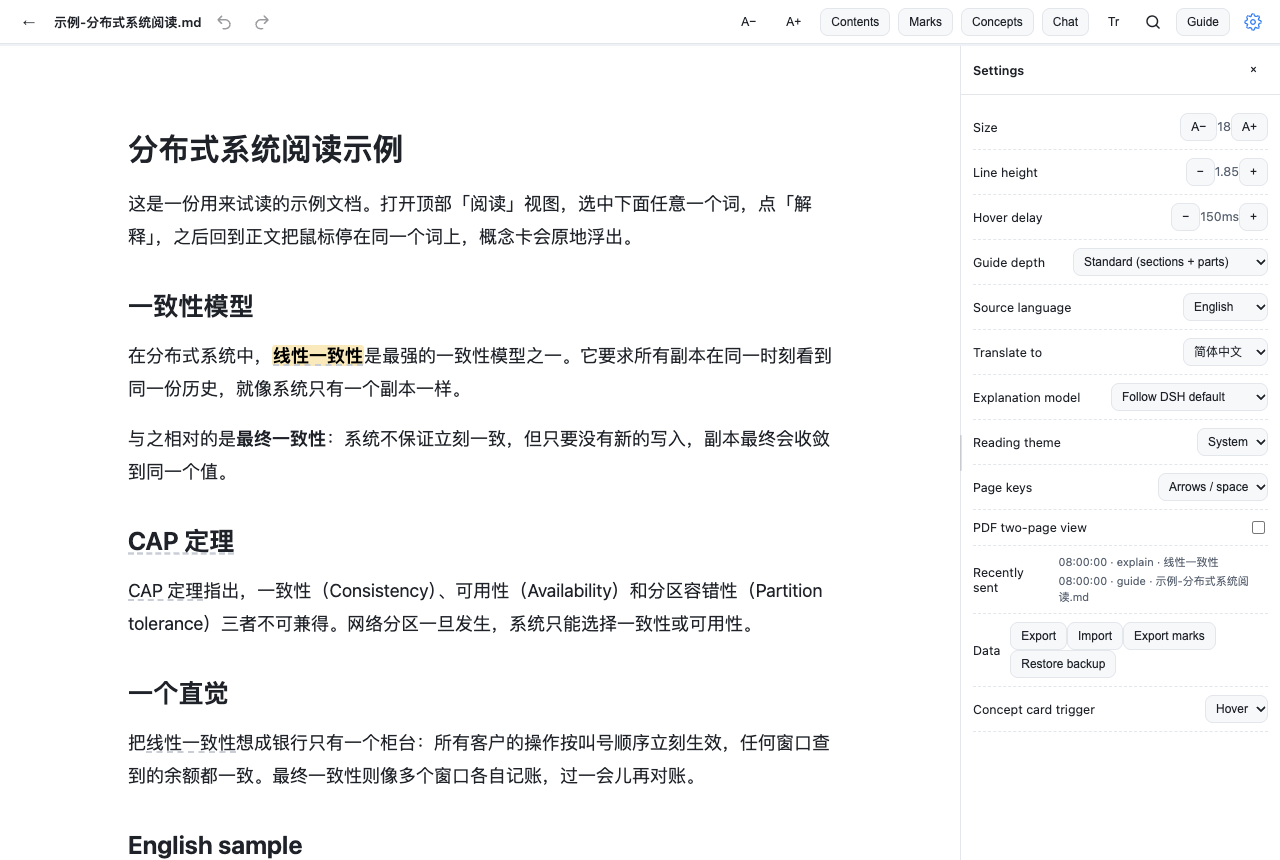 ← 示例-分布式系统阅读.md A− A+ Contents Marks Concepts Chat Tr Guide
分布式系统阅读示例
这是一份用来试读的示例文档。打开顶部「阅读」视图，选中下面任意一个词，点「解
释」，之后回到正文把鼠标停在同一个词上，概念卡会原地浮出。
一致性模型
在分布式系统中，线性一致性是最强的一致性模型之一。它要求所有副本在同一时刻看到
同一份历史，就像系统只有一个副本一样。
与之相对的是最终一致性：系统不保证立刻一致，但只要没有新的写入，副本最终会收敛
到同一个值。
CAP 定理
CAP 定理指出，一致性（Consistency）、可用性（Availability）和分区容错性（Partition
tolerance）三者不可兼得。网络分区一旦发生，系统只能选择一致性或可用性。
一个直觉
把线性一致性想成银行只有一个柜台：所有客户的操作按叫号顺序立刻生效，任何窗口查
到的余额都一致。最终一致性则像多个窗口各自记账，过一会儿再对账。
English sample
Settings ×
Size A− 18 A+
Line height − 1.85 +
Hover delay − 150ms +
Guide depth Standard (sections + parts)
Source language English
Translate to 简体中文
Explanation model Follow DSH default
Reading theme System
Page keys Arrows / space
PDF two-page view
Recently
sent
08:00:00 · explain · 线性一致性
08:00:00 · guide · 示例-分布式系统阅
读.md
Data Export Import Export marks
Restore backup
Concept card trigger Hover